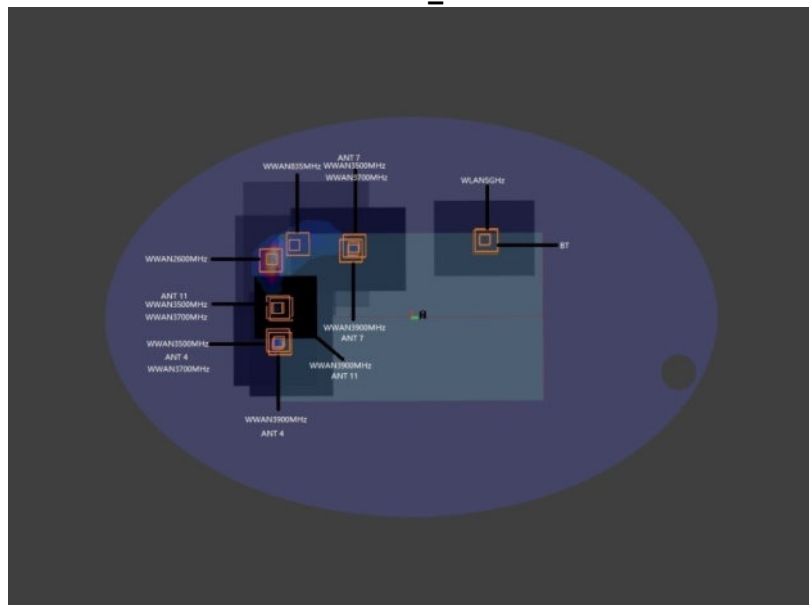 ANT 7
WWAN835MHz
WWAN3500MHz
WWAN3700MHz
WLAN5GHz
BT
WWAN2600MHz
ANT 11
WWAN3500MHz
WWAN3700MHz
WWAN3900MHz
ANT 7
WWAN3500MHz
ANT 4
WWAN3700MHz
WWAN3900MHz
ANT 11
WWAN3900MHz
ANT 4